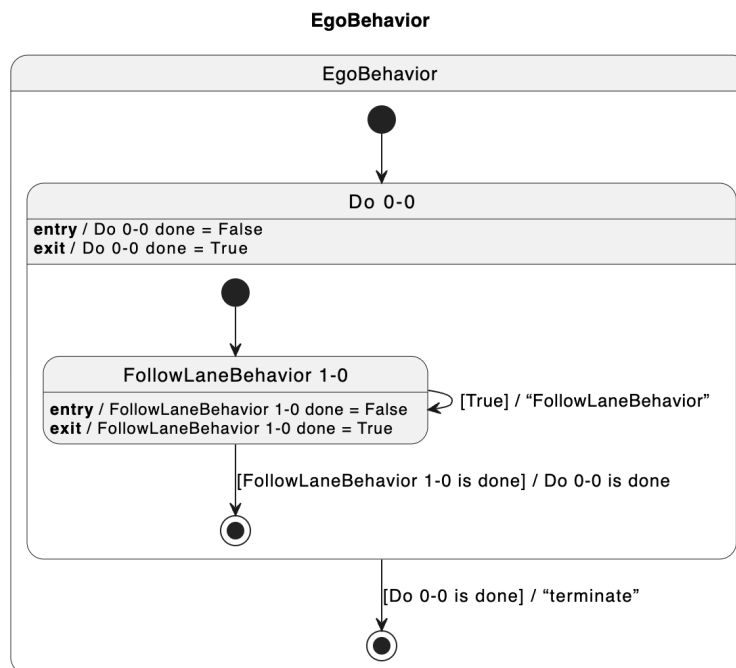 EgoBehavior
EgoBehavior
Do 0-0
entry / Do 0-0 done = False
exit / Do 0-0 done = True
FollowLaneBehavior 1-0
entry / FollowLaneBehavior 1-0 done = False
exit / FollowLaneBehavior 1-0 done = True
[True] / “FollowLaneBehavior”
[FollowLaneBehavior 1-0 is done] / Do 0-0 is done
[Do 0-0 is done] / “terminate”